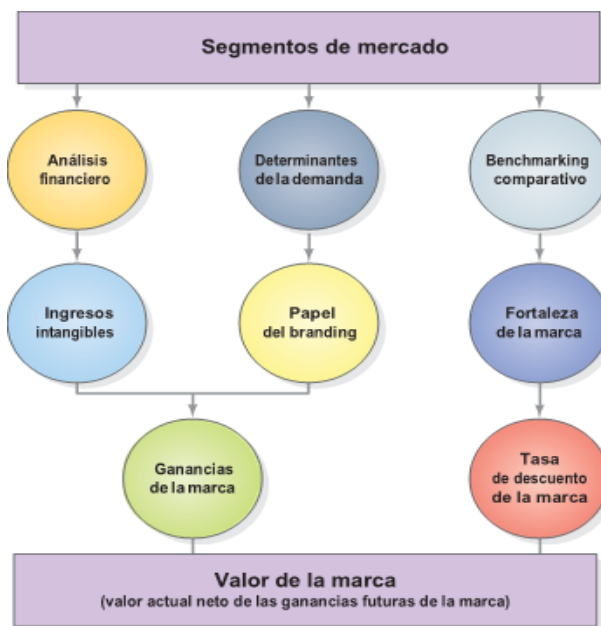 Segmentos de mercado
Análisis
financiero
Determinantes
de la demanda
Benchmarking
comparativo
Ingresos
intangibles
Papel
del branding
Fortaleza
de la marca
Ganancias
de la marca
Tasa
de descuento
de la marca
Valor de la marca
(valor actual neto de las ganancias futuras de la marca)